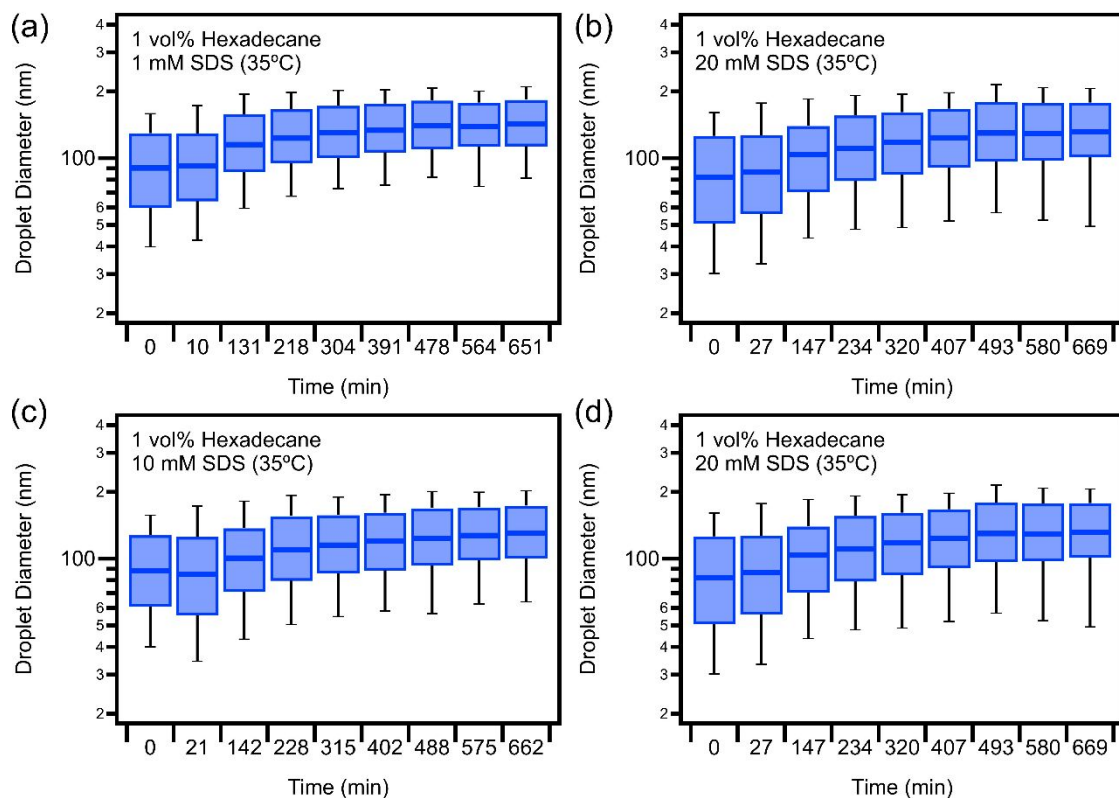 (a)
1 vol% Hexadecane
1 mM SDS (35ºC)
Droplet Diameter (nm)
4
3
2
100
6
5
4
3
2
0 10 131 218 304 391 478 564 651
Time (min)
(b)
1 vol% Hexadecane
20 mM SDS (35ºC)
Droplet Diameter (nm)
4
3
2
100
6
5
4
3
2
0 27 147 234 320 407 493 580 669
Time (min)
(c)
1 vol% Hexadecane
10 mM SDS (35ºC)
Droplet Diameter (nm)
4
3
2
100
6
5
4
3
2
0 21 142 228 315 402 488 575 662
Time (min)
(d)
1 vol% Hexadecane
20 mM SDS (35ºC)
Droplet Diameter (nm)
4
3
2
100
6
5
4
3
2
0 27 147 234 320 407 493 580 669
Time (min)